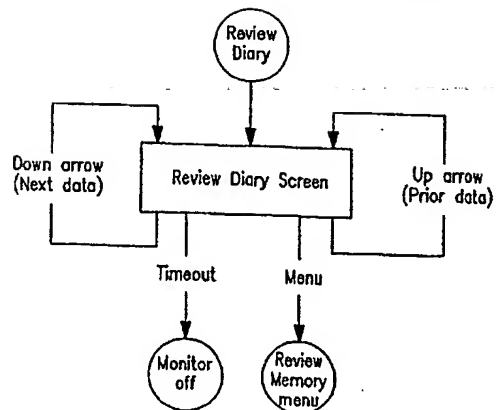 Review
Diary
Down arrow
(Next data)
Review Diary Screen
Up arrow
(Prior data)
Timeout
Menu
Monitor
off
Review
Memory
menu